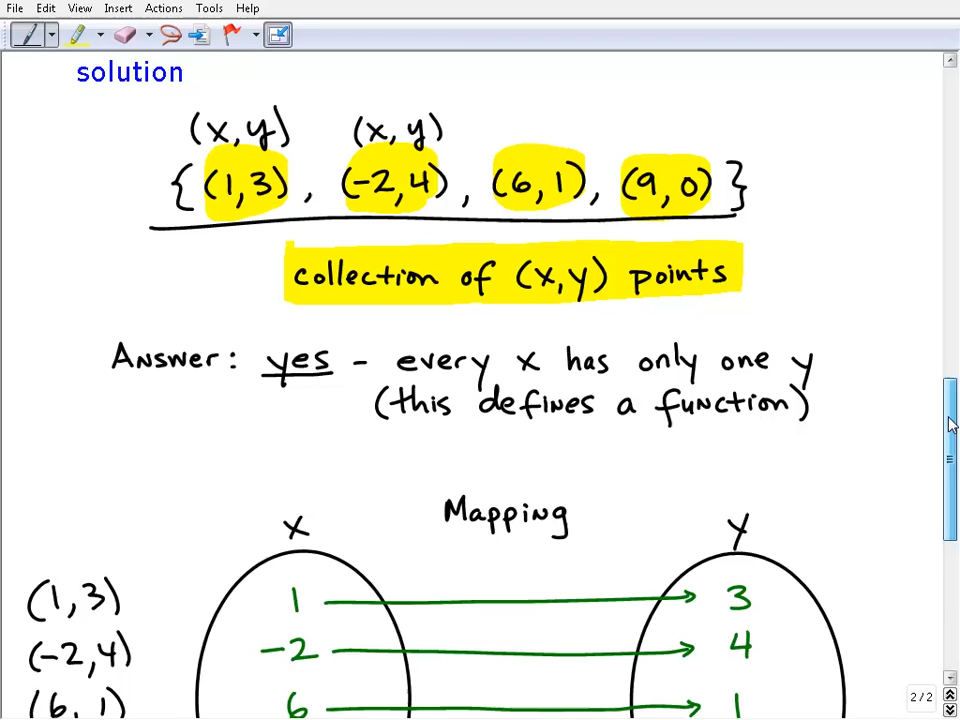 File Edit View Insert Actions Tools Help
solution
(x,y) (x,y)
{(1,3), (-2,4), (6,1), (9,0)}
collection of (x,y) points
Answer: yes - every x has only one y
(this defines a function)
Mapping
x y
(1,3) 1 3
(-2,4) -2 4
(6,1) 6 1
2/2